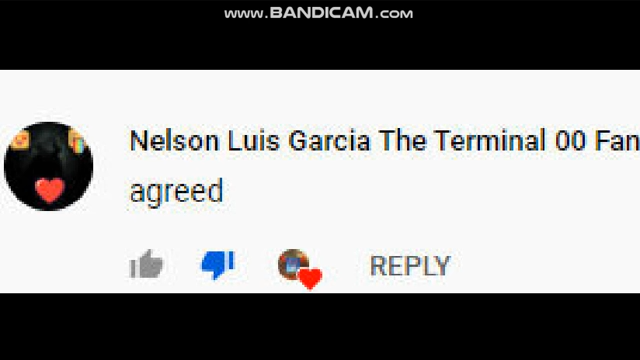 www.BANDICAM.com
Nelson Luis Garcia The Terminal 00 Fan
agreed
REPLY